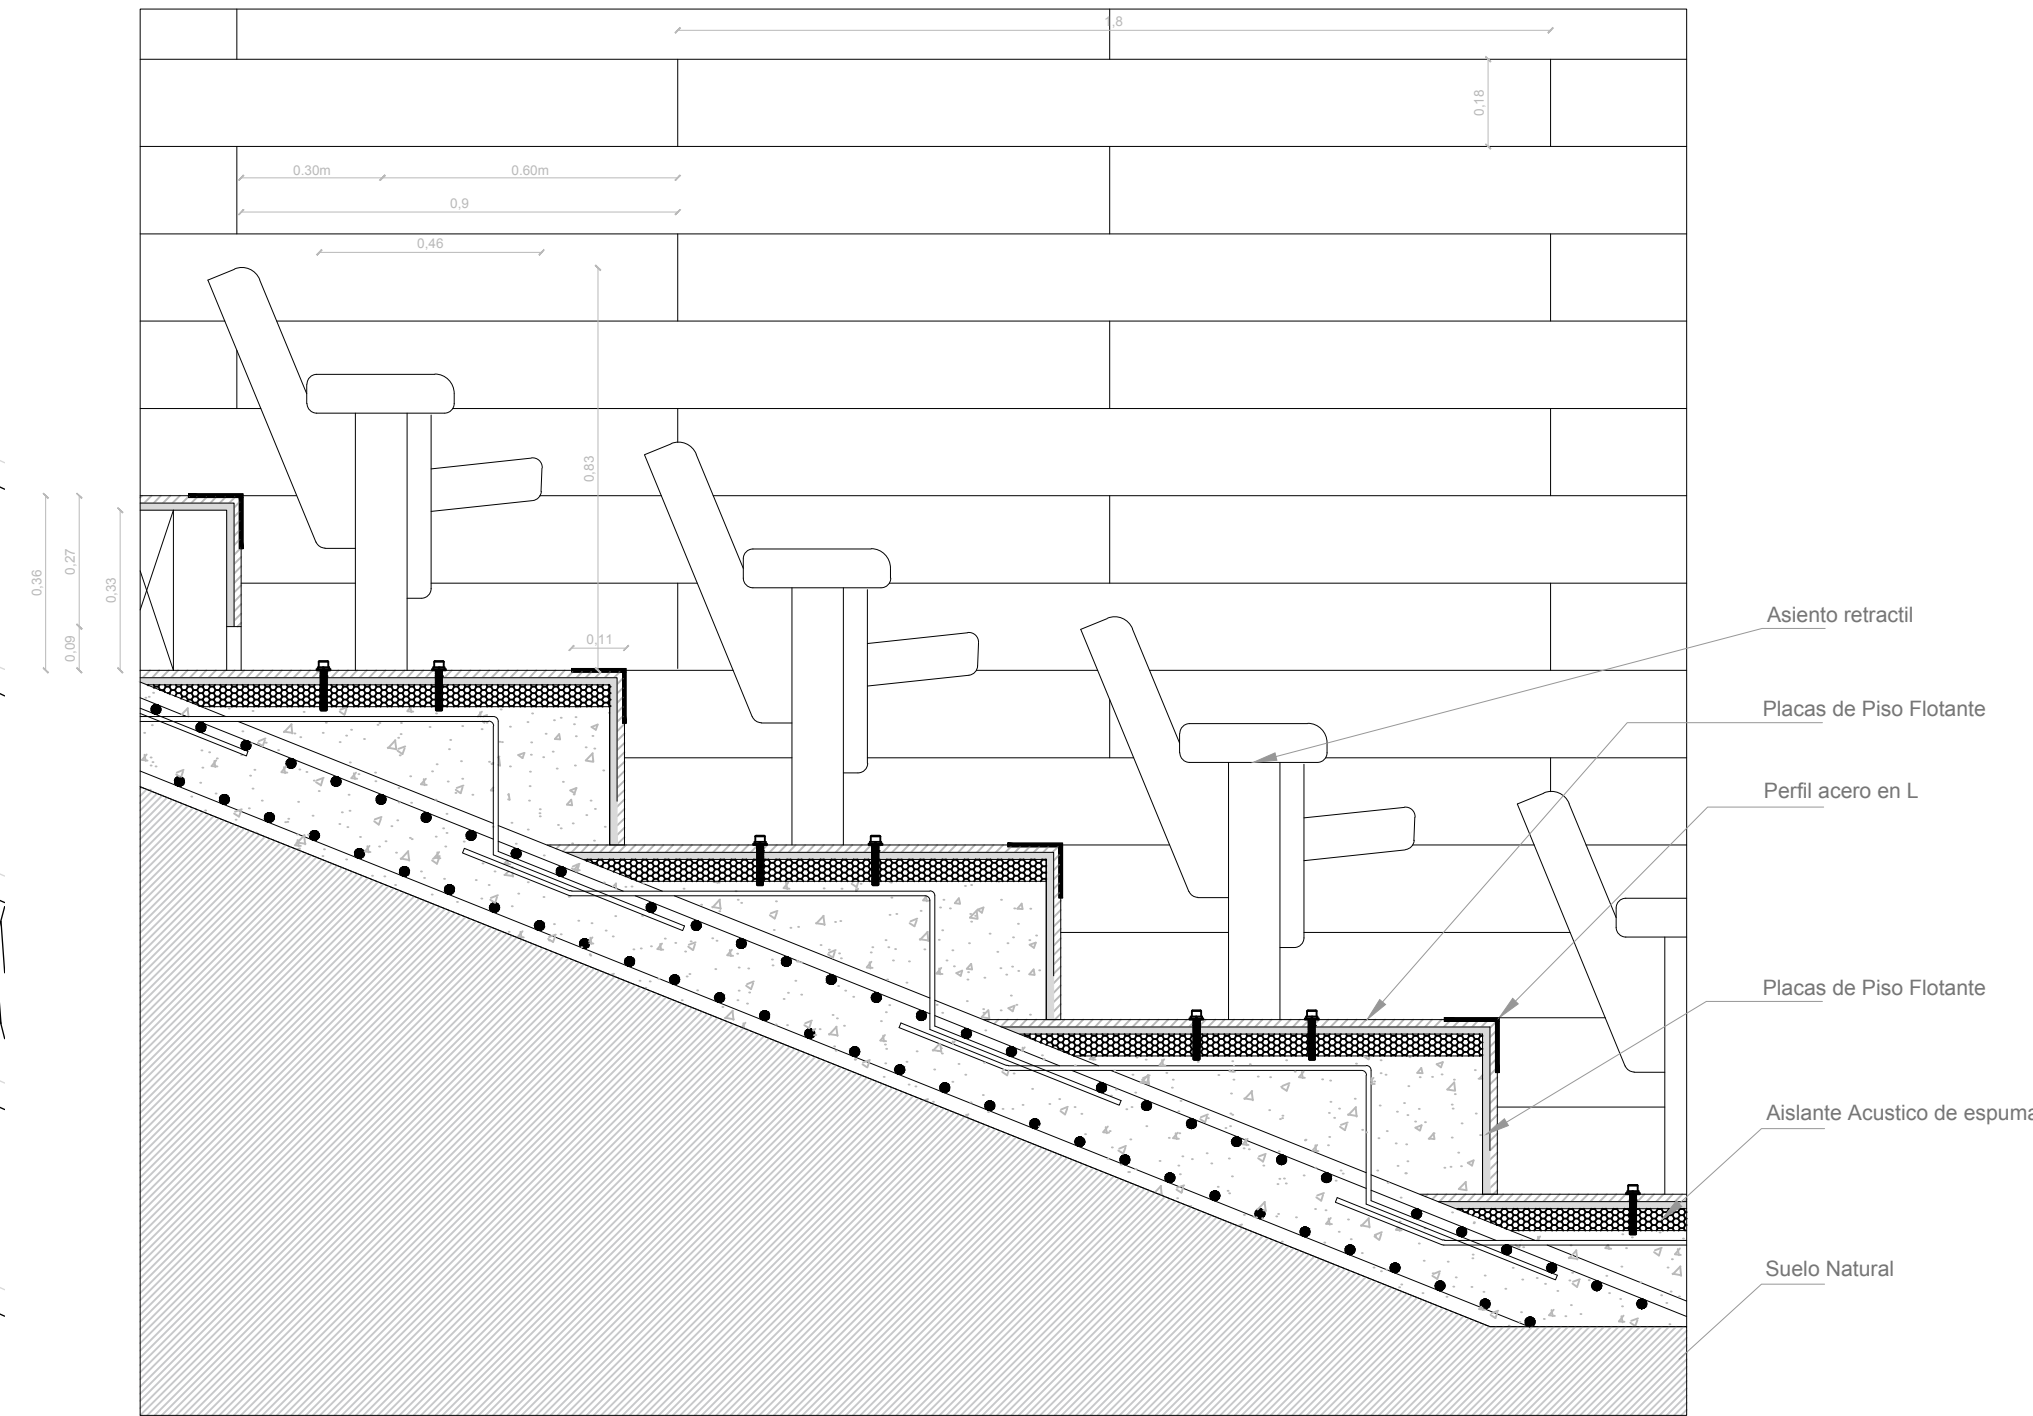 1,8
0,18
0.30m
0.60m
0,9
0,46
0,83
0,36
0,27
0,09
0,33
0,11
Asiento retractil
Placas de Piso Flotante
Perfil acero en L
Placas de Piso Flotante
Aislante Acustico de espuma
Suelo Natural